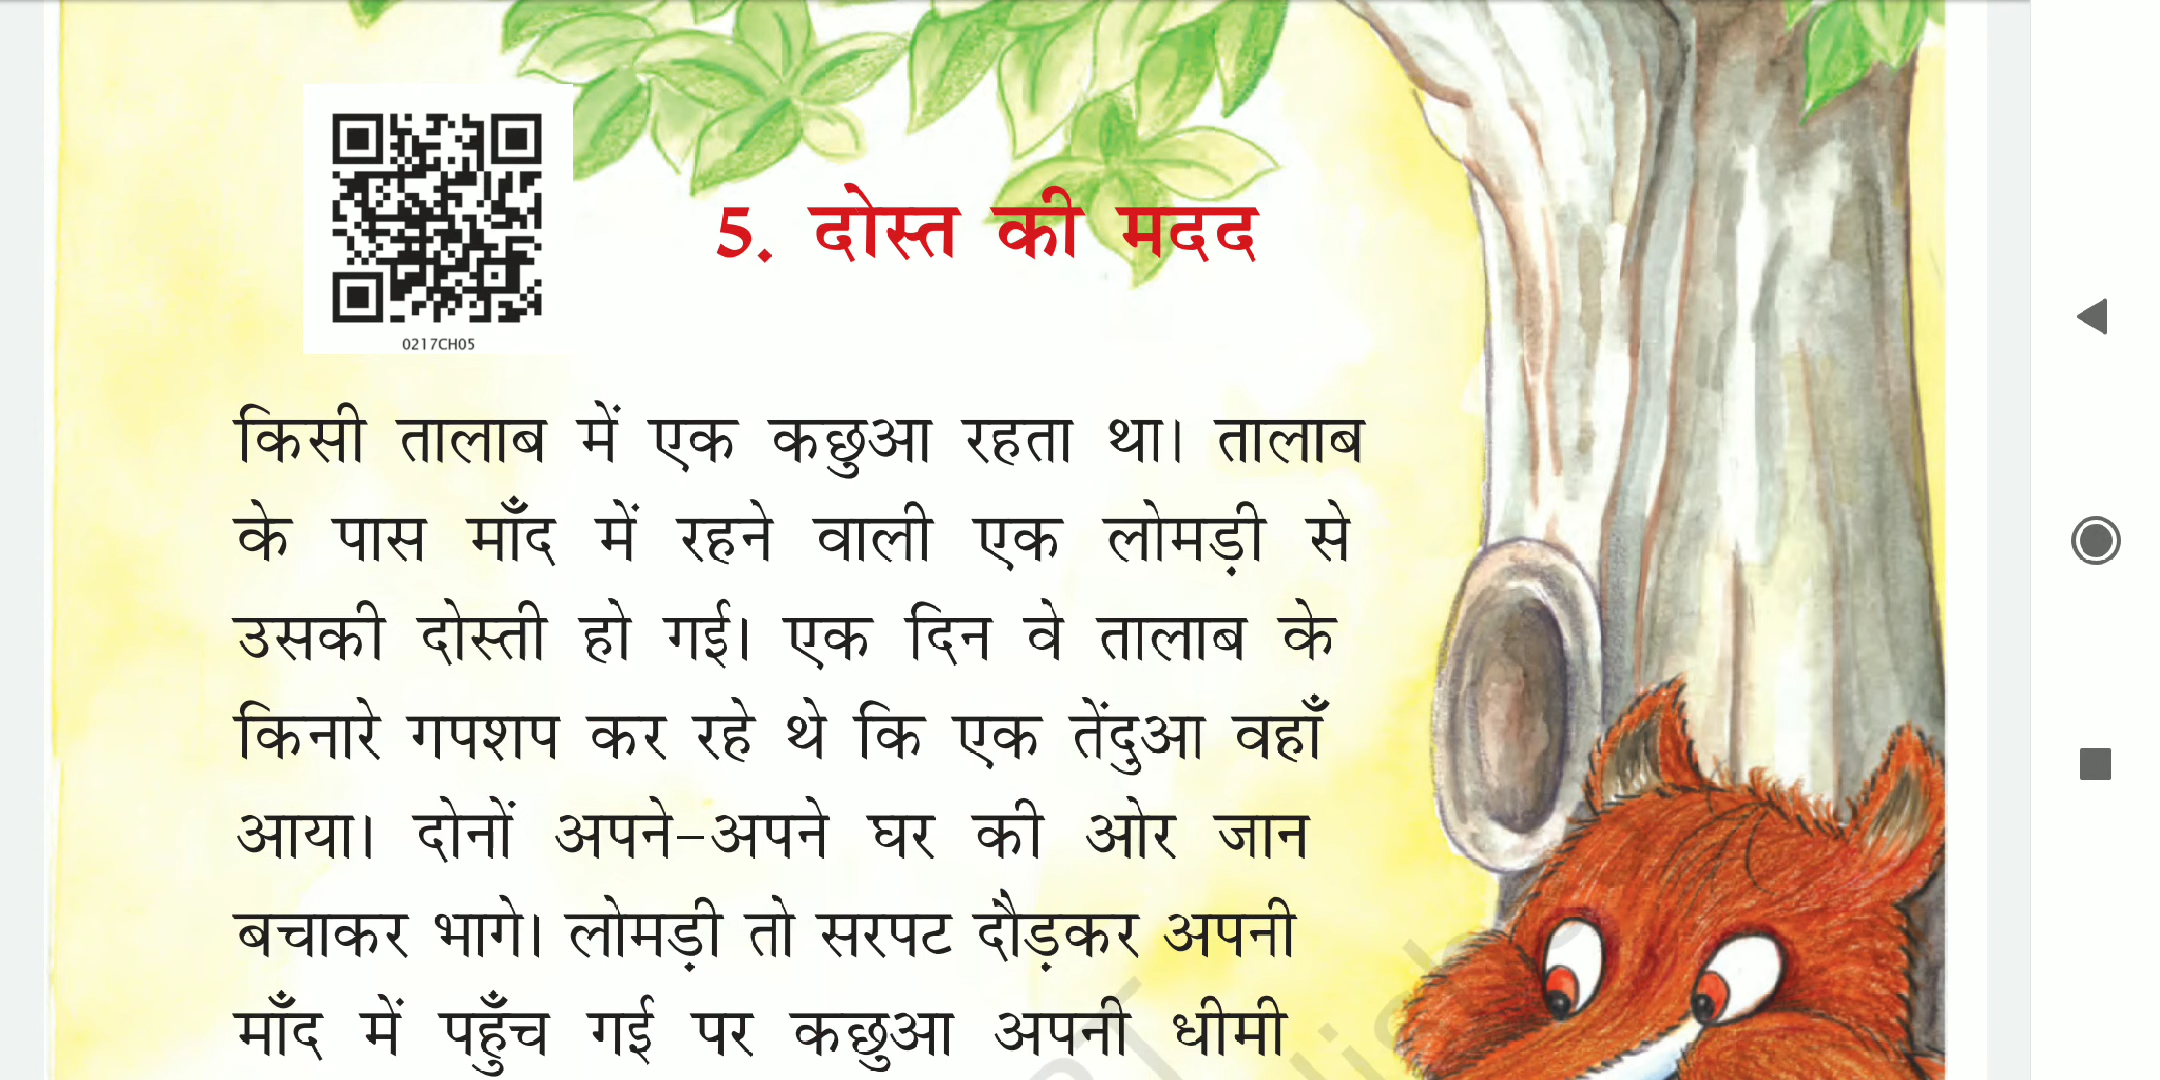 0217CH05
5. दोस्त की मदद
किसी तालाब में एक कछुआ रहता था। तालाब
के पास माँद में रहने वाली एक लोमड़ी से
उसकी दोस्ती हो गई। एक दिन वे तालाब के
किनारे गपशप कर रहे थे कि एक तेंदुआ वहाँ
आया। दोनों अपने-अपने घर की ओर जान
बचाकर भागे। लोमड़ी तो सरपट दौड़कर अपनी
माँद में पहुँच गई पर कछुआ अपनी धीमी